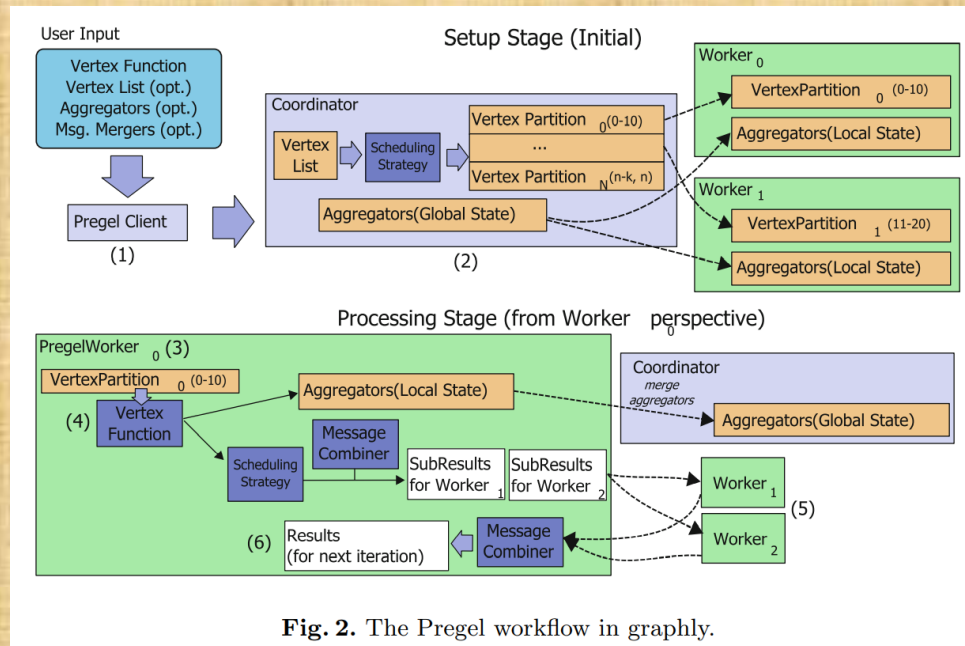 User Input
Vertex Function
Vertex List (opt.)
Aggregators (opt.)
Msg. Mergers (opt.)
Pregel Client
(1)
Setup Stage (Initial)
Coordinator
Vertex
List
Scheduling
Strategy
Vertex Partition 0(0-10)
...
Vertex Partition N(n-k, n)
Aggregators(Global State)
(2)
Worker 0
VertexPartition 0 (0-10)
Aggregators(Local State)
Worker 1
VertexPartition 1 (11-20)
Aggregators(Local State)
Processing Stage (from Worker 0 perspective)
PregelWorker 0 (3)
VertexPartition 0 (0-10)
(4)
Vertex
Function
Aggregators(Local State)
Scheduling
Strategy
Message
Combiner
SubResults
for Worker 1
SubResults
for Worker 2
(6)
Results
(for next iteration)
Message
Combiner
Coordinator
merge
aggregators
Aggregators(Global State)
Worker 1
(5)
Worker 2
Fig. 2. The Pregel workflow in graphly.